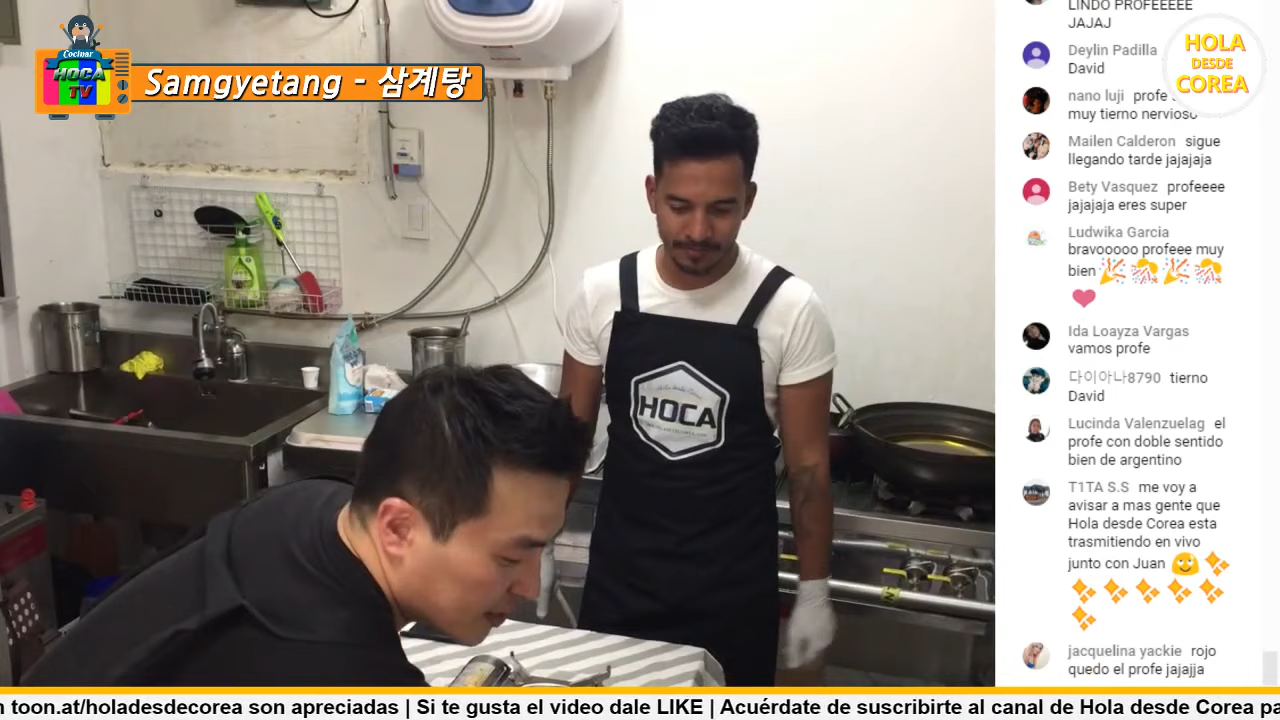 Cocinar
HOCA
TV
Samgyetang - 삼계탕
HOLA
DESDE
COREA
HOCA
LINDO PROFEEEEE
JAJAJ
Deylin Padilla
David
nano luji profe
muy tierno nervioso
Mailen Calderon sigue
llegando tarde jajajaja
Bety Vasquez profeeee
jajajaja eres super
Ludwika Garcia
bravooooo profeee muy
bien 🎉🎊🎉🎊
❤
Ida Loayza Vargas
vamos profe
다이아나8790 tierno
David
Lucinda Valenzuelag el
profe con doble sentido
bien de argentino
T1TA S.S me voy a
avisar a mas gente que
Hola desde Corea esta
trasmitiendo en vivo
junto con Juan 🙂✨
✨✨✨✨✨
✨
jacquelina yackie rojo
quedo el profe jajajja
n toon.at/holadesdecorea son apreciadas | Si te gusta el video dale LIKE | Acuérdate de suscribirte al canal de Hola desde Corea pa